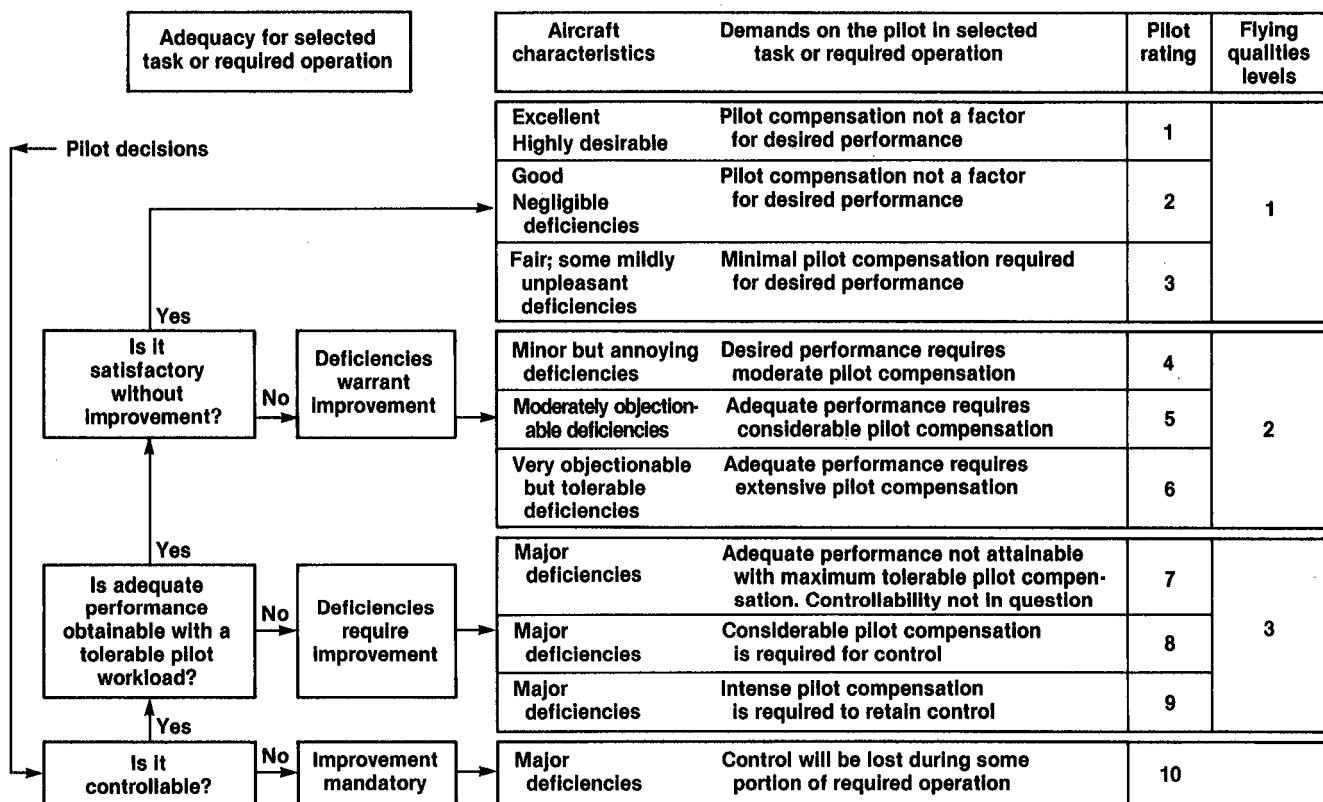 Adequacy for selected
task or required operation
Aircraft
characteristics
Demands on the pilot in selected
task or required operation
Pilot
rating
Flying
qualities
levels
Pilot decisions
Excellent
Highly desirable
Pilot compensation not a factor
for desired performance
1
Good
Negligible
deficiencies
Pilot compensation not a factor
for desired performance
2
Fair; some mildly
unpleasant
deficiencies
Minimal pilot compensation required
for desired performance
3
1
Yes
Is it
satisfactory
without
improvement?
No
Deficiencies
warrant
improvement
Minor but annoying
deficiencies
Desired performance requires
moderate pilot compensation
4
Moderately objection-
able deficiencies
Adequate performance requires
considerable pilot compensation
5
Very objectionable
but tolerable
deficiencies
Adequate performance requires
extensive pilot compensation
6
2
Yes
Is adequate
performance
obtainable with a
tolerable pilot
workload?
No
Deficiencies
require
improvement
Major
deficiencies
Adequate performance not attainable
with maximum tolerable pilot compen-
sation. Controllability not in question
7
Major
deficiencies
Considerable pilot compensation
is required for control
8
Major
deficiencies
Intense pilot compensation
is required to retain control
9
3
Yes
Is it
controllable?
No
Improvement
mandatory
Major
deficiencies
Control will be lost during some
portion of required operation
10